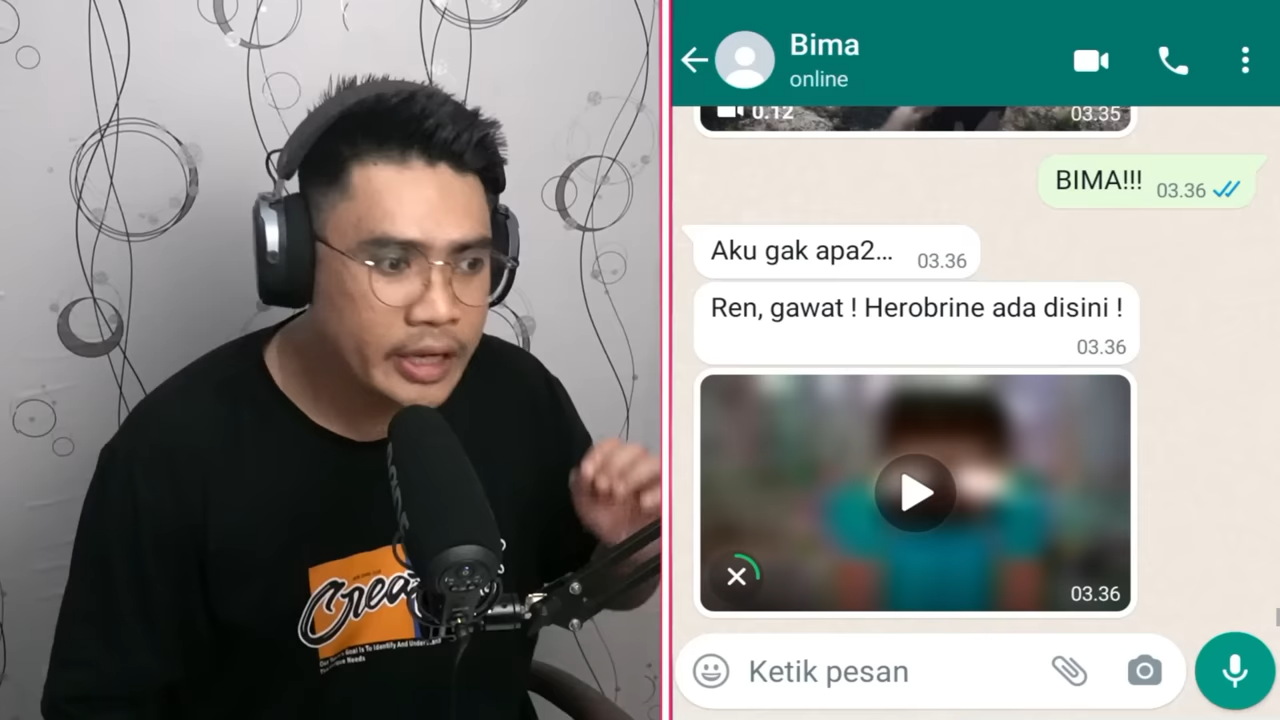 Bima
online
0.12
03.35
BIMA!!! 03.36
Aku gak apa2... 03.36
Ren, gawat ! Herobrine ada disini !
03.36
03.36
Ketik pesan